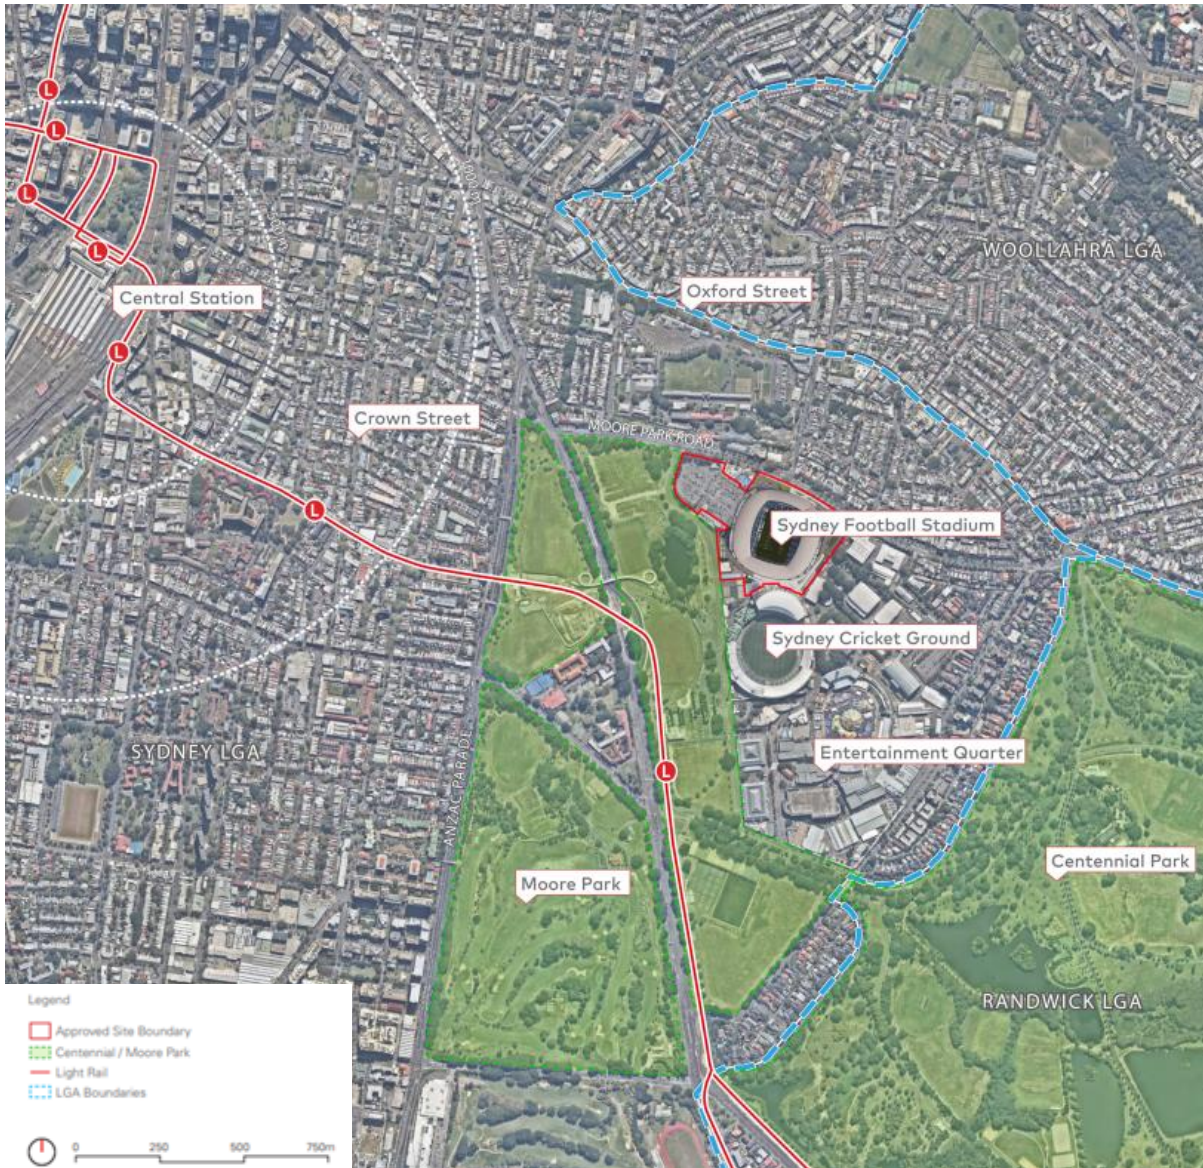 L
L
L
L
WOOLLAHRA LGA
Oxford Street
Central Station
L
Crown Street
MOORE PARK ROAD
L
Sydney Football Stadium
Sydney Cricket Ground
SYDNEY LGA
ANZAC PARADE
Entertainment Quarter
L
Centennial Park
Moore Park
RANDWICK LGA
Legend
Approved Site Boundary
Centennial / Moore Park
Light Rail
LGA Boundaries
0 250 500 750m